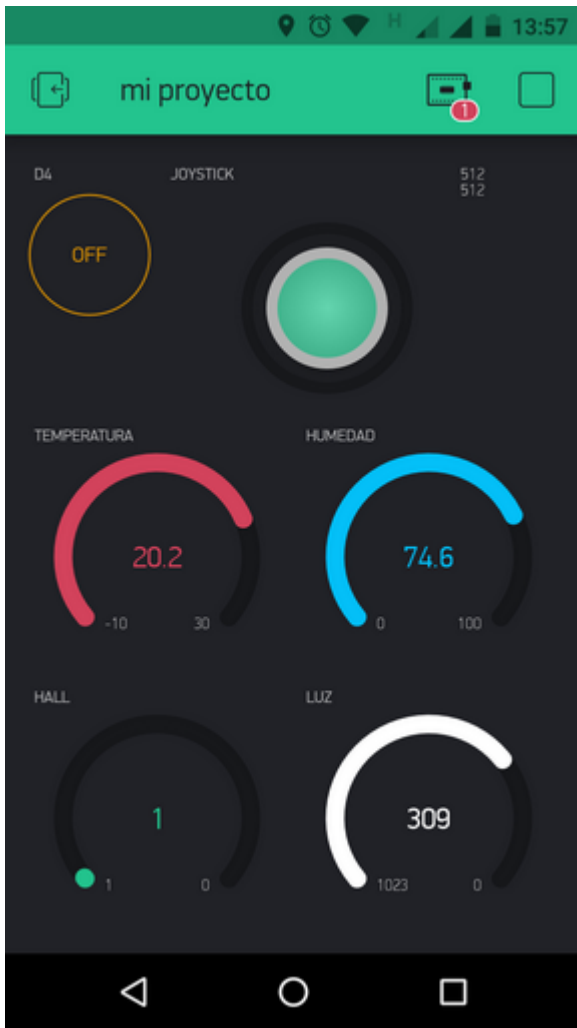 H 13:57
mi proyecto
1
D4 JOYSTICK 512
512
OFF
TEMPERATURA HUMEDAD
20.2 74.6
-10 30 0 100
HALL LUZ
1 309
1 0 1023 0